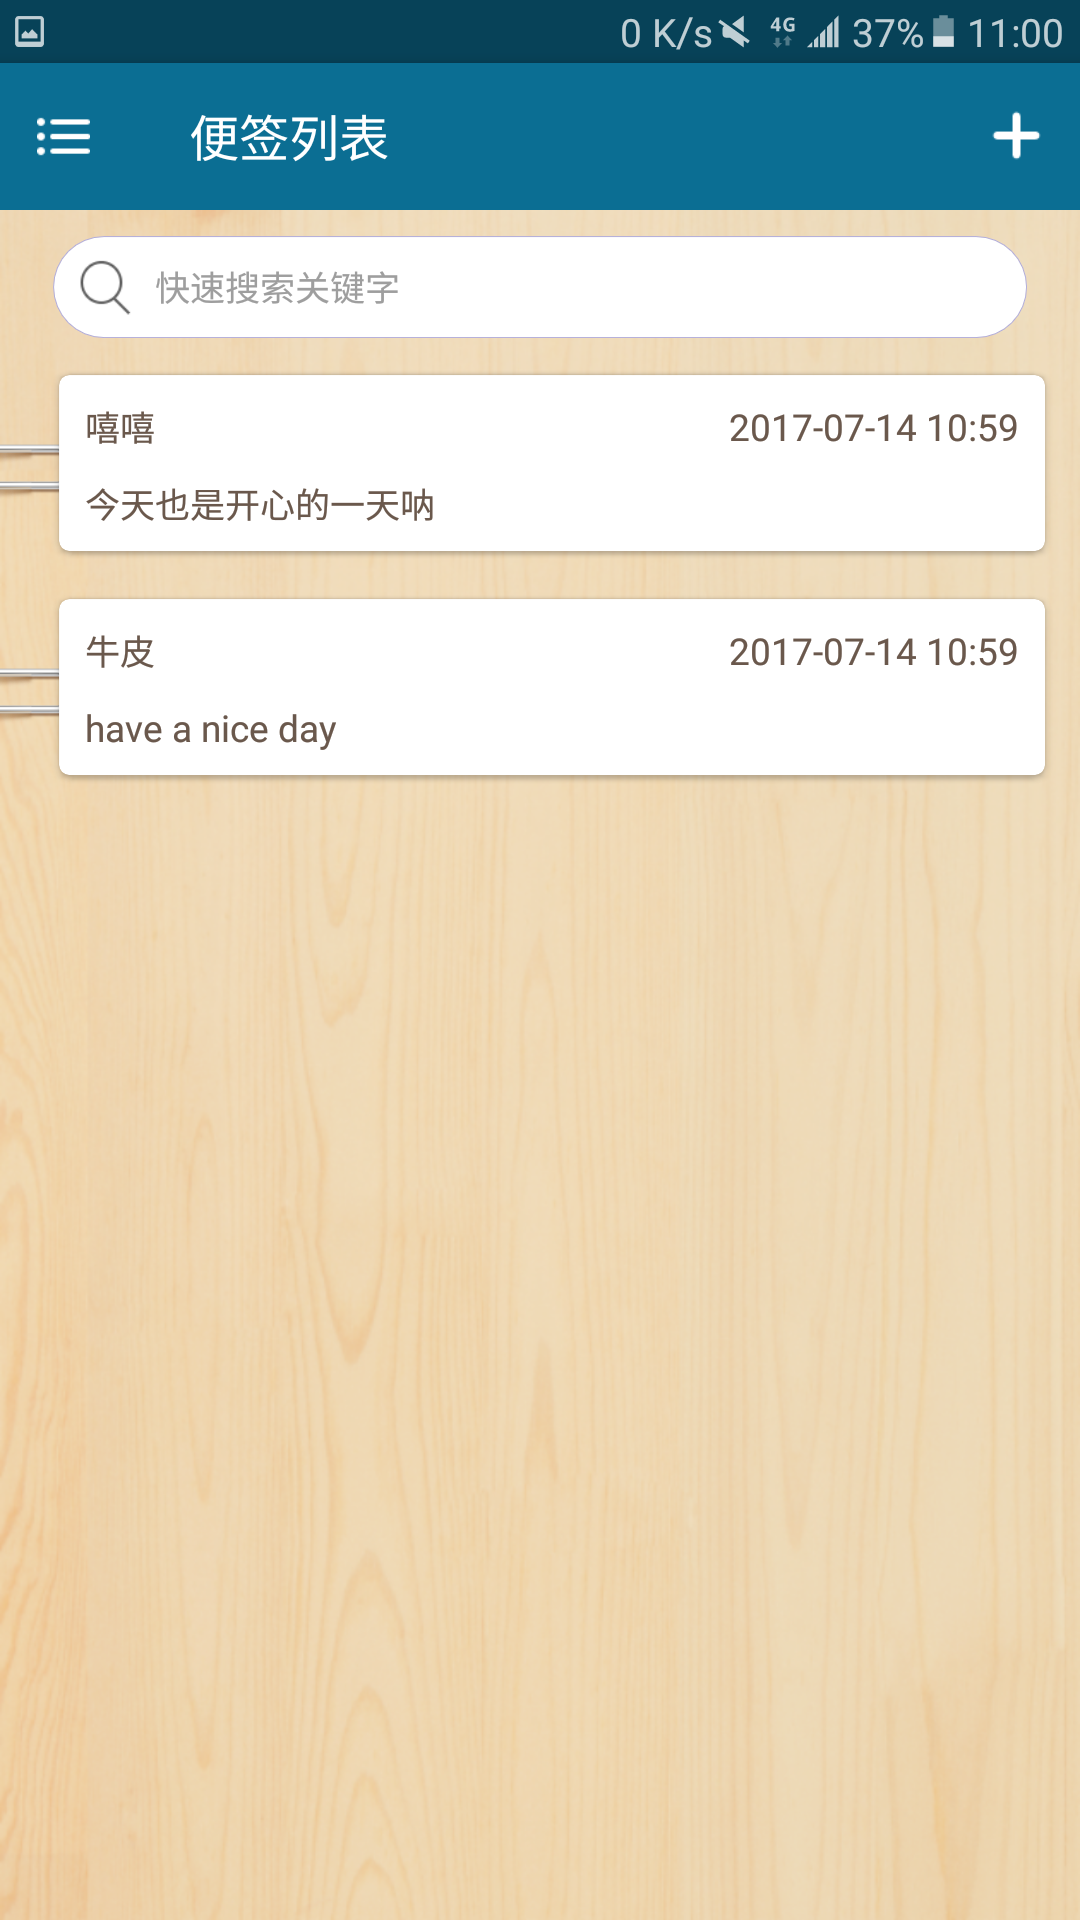 0 K/s 4G 37% 11:00
便签列表
快速搜索关键字
嘻嘻 2017-07-14 10:59
今天也是开心的一天呐
牛皮 2017-07-14 10:59
have a nice day